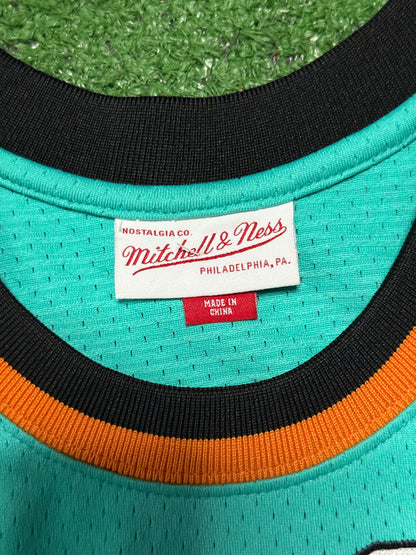 NOSTALGIA CO.
Mitchell & Ness
PHILADELPHIA, PA.
MADE IN
CHINA